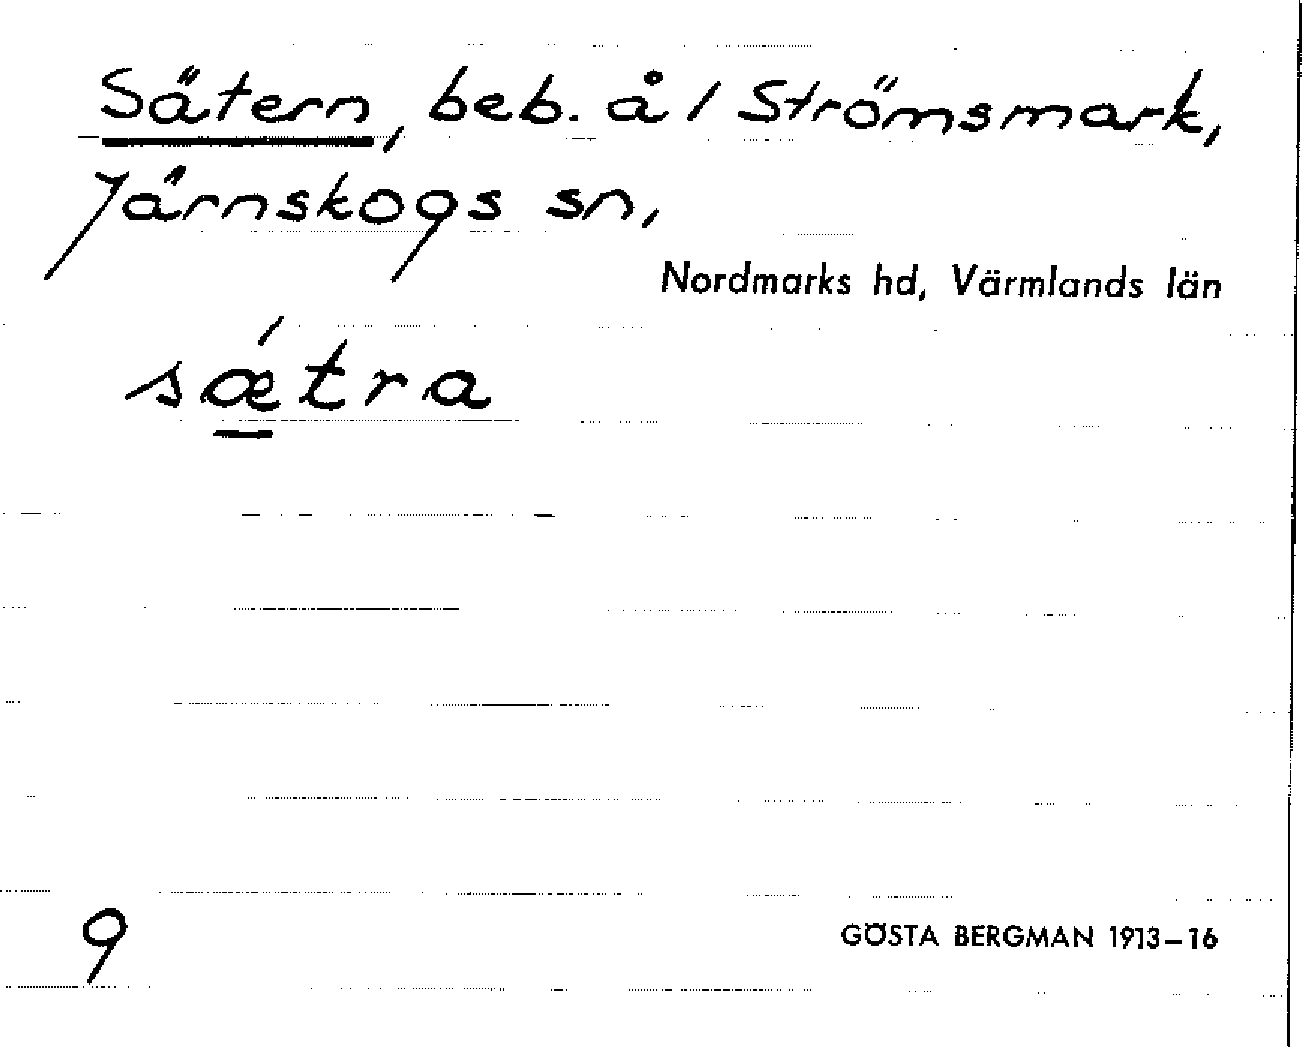 Sätern, beb. å / Strömsmark,
Järnskogs sn,
Nordmarks hd, Värmlands län
sǽtra
9
GÖSTA BERGMAN 1913–16